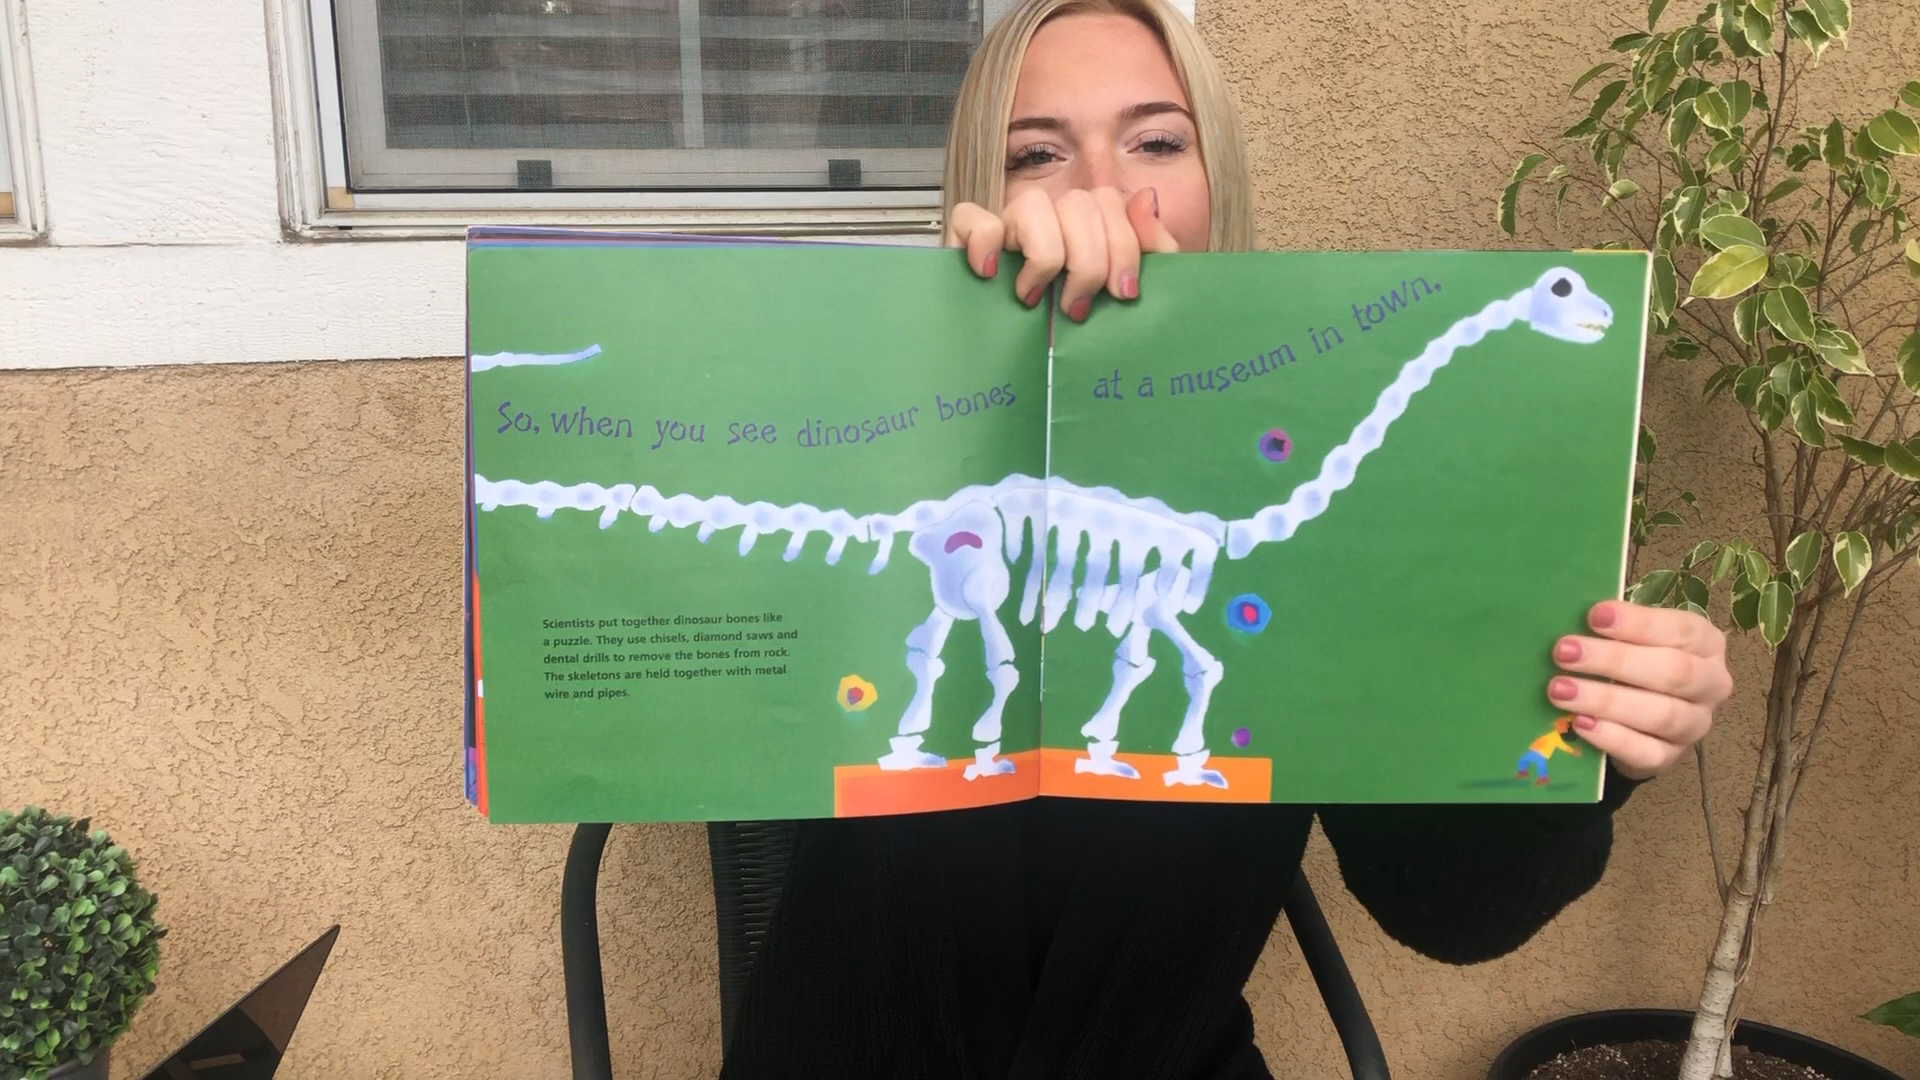 So, when you see dinosaur bones at a museum in town.
Scientists put together dinosaur bones like
a puzzle. They use chisels, diamond saws and
dental drills to remove the bones from rock.
The skeletons are held together with metal
wire and pipes.